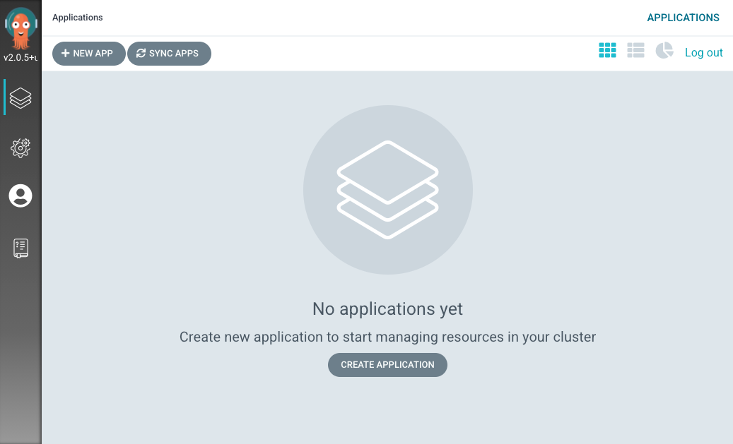 Applications
APPLICATIONS
NEW APP
SYNC APPS
Log out
v2.0.5+u
No applications yet
Create new application to start managing resources in your cluster
CREATE APPLICATION